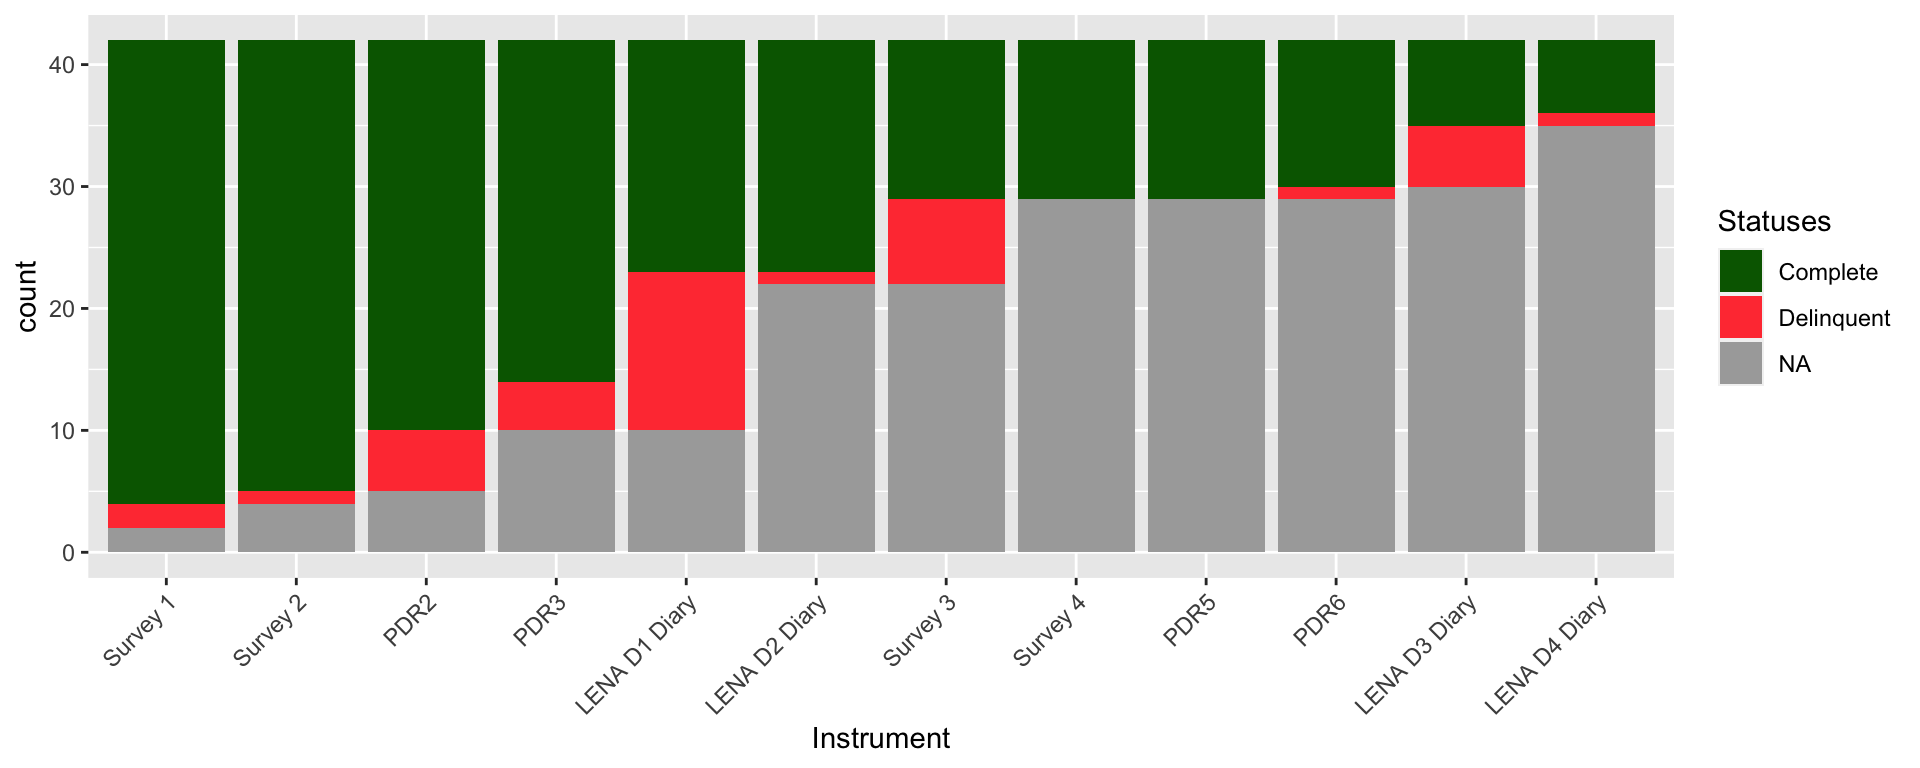 count
40
30
20
10
0
Survey 1
Survey 2
PDR2
PDR3
LENA D1 Diary
LENA D2 Diary
Survey 3
Survey 4
PDR5
PDR6
LENA D3 Diary
LENA D4 Diary
Instrument
Statuses
Complete
Delinquent
NA